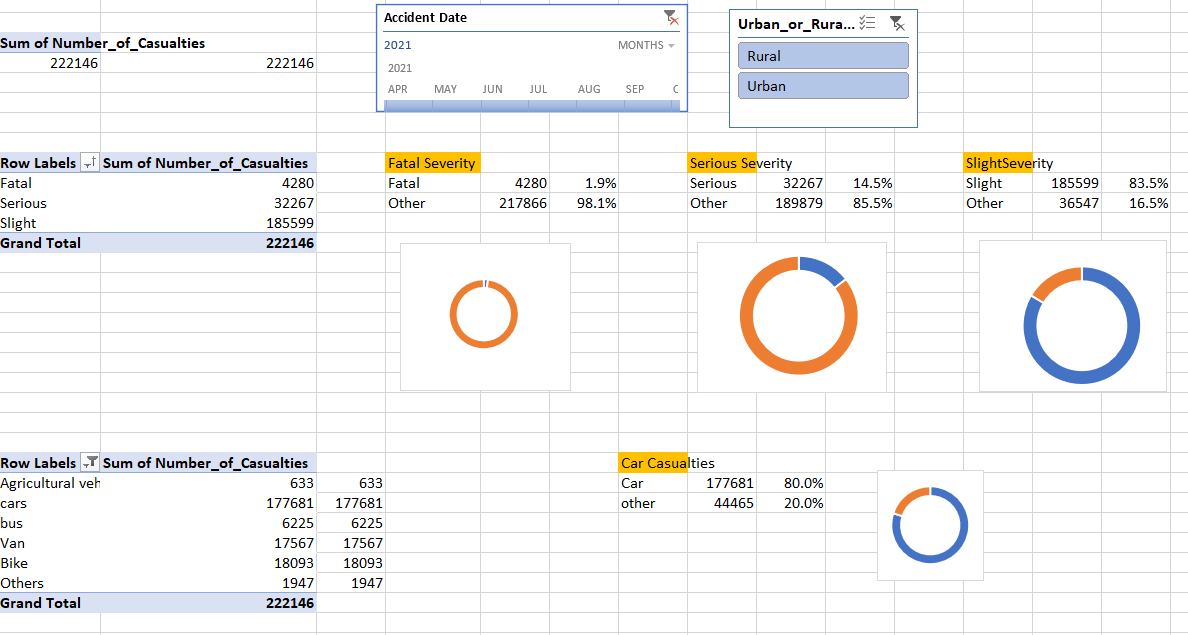 Accident Date
Urban_or_Rura...
2021 MONTHS
2021
APR MAY JUN JUL AUG SEP
Rural
Urban
Sum of Number_of_Casualties
222146 222146
Row Labels Sum of Number_of_Casualties
Fatal 4280
Serious 32267
Slight 185599
Grand Total 222146
Fatal Severity
Fatal 4280 1.9%
Other 217866 98.1%
Serious Severity
Serious 32267 14.5%
Other 189879 85.5%
SlightSeverity
Slight 185599 83.5%
Other 36547 16.5%
Row Labels Sum of Number_of_Casualties
Agricultural veh 633 633
cars 177681 177681
bus 6225 6225
Van 17567 17567
Bike 18093 18093
Others 1947 1947
Grand Total 222146
Car Casualties
Car 177681 80.0%
other 44465 20.0%